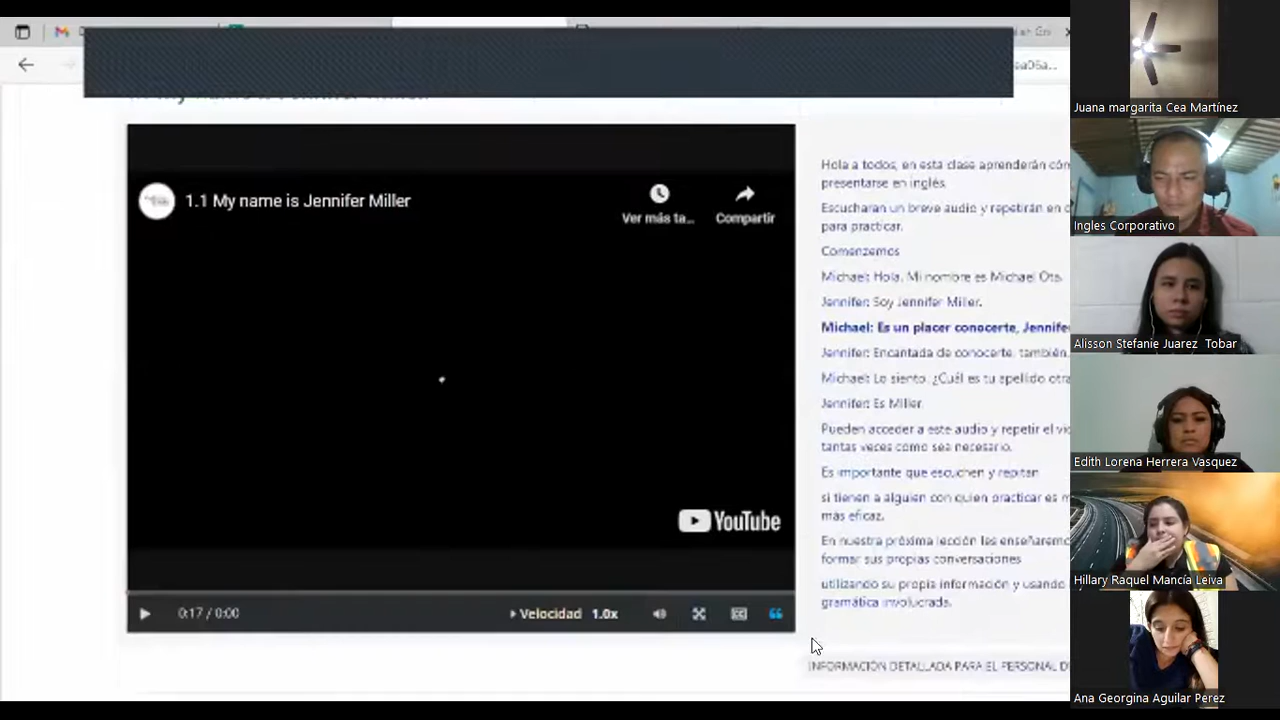 1.1 My name is Jennifer Miller
Ver más ta...
Compartir
YouTube
0:17 / 0:00
Velocidad 1.0x
Hola a todos, en esta clase aprenderán cóm
presentarse en inglés.
Escucharan un breve audio y repetirán en
para practicar.
Comenzemos
Michael: Hola. Mi nombre es Michael Ota.
Jennifer: Soy Jennifer Miller.
Michael: Es un placer conocerte, Jennife
Jennifer: Encantada de conocerte, también.
Michael: Lo siento. ¿Cuál es tu apellido otra
Jennifer: Es Miller.
Pueden acceder a este audio y repetir el vi
tantas veces como sea necesario.
Es importante que escuchen y repitan
si tienen a alguien con quien practicar es m
más eficaz.
En nuestra próxima lección les enseñaremo
formar sus propias conversaciones
utilizando su propia información y usando
gramática involucrada.
INFORMACIÓN DETALLADA PARA EL PERSONAL D
Juana margarita Cea Martínez
Ingles Corporativo
Alisson Stefanie Juarez Tobar
Edith Lorena Herrera Vasquez
Hillary Raquel Mancía Leiva
Ana Georgina Aguilar Perez